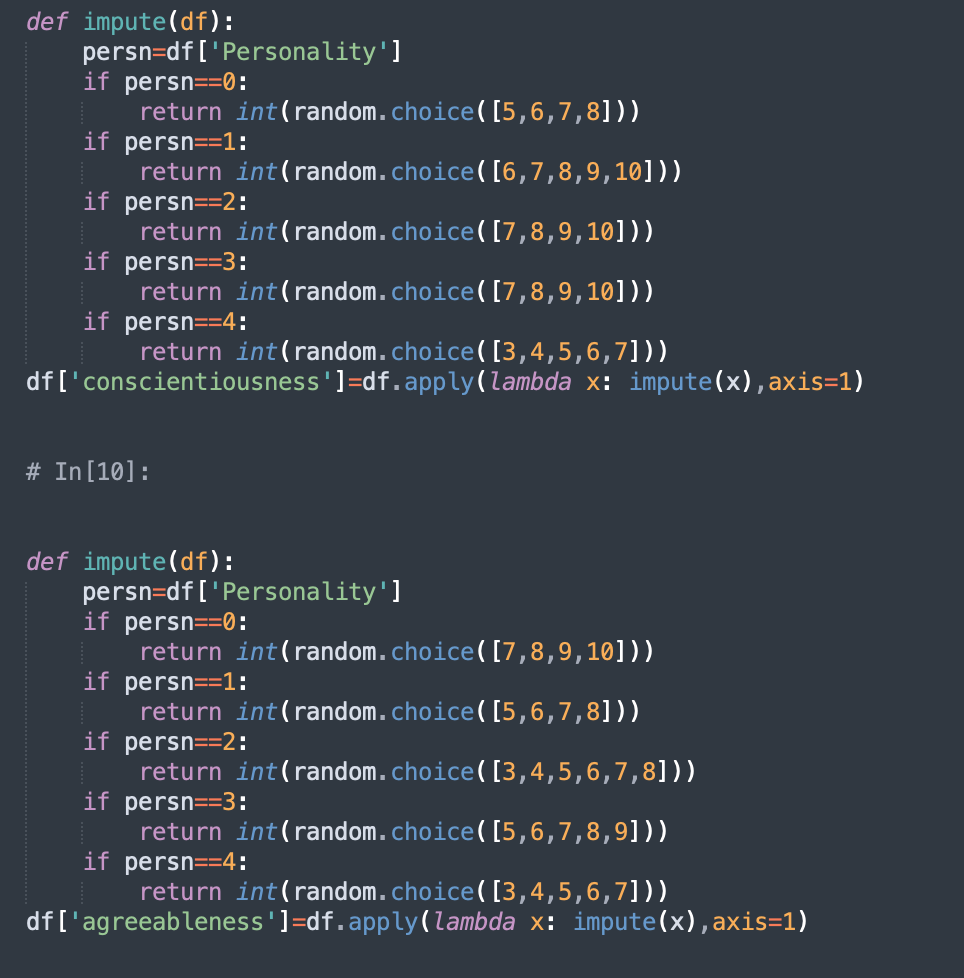 def impute(df):
    persn=df['Personality']
    if persn==0:
        return int(random.choice([5,6,7,8]))
    if persn==1:
        return int(random.choice([6,7,8,9,10]))
    if persn==2:
        return int(random.choice([7,8,9,10]))
    if persn==3:
        return int(random.choice([7,8,9,10]))
    if persn==4:
        return int(random.choice([3,4,5,6,7]))
df['conscientiousness']=df.apply(lambda x: impute(x),axis=1)
# In[10]:
def impute(df):
    persn=df['Personality']
    if persn==0:
        return int(random.choice([7,8,9,10]))
    if persn==1:
        return int(random.choice([5,6,7,8]))
    if persn==2:
        return int(random.choice([3,4,5,6,7,8]))
    if persn==3:
        return int(random.choice([5,6,7,8,9]))
    if persn==4:
        return int(random.choice([3,4,5,6,7]))
df['agreeableness']=df.apply(lambda x: impute(x),axis=1)